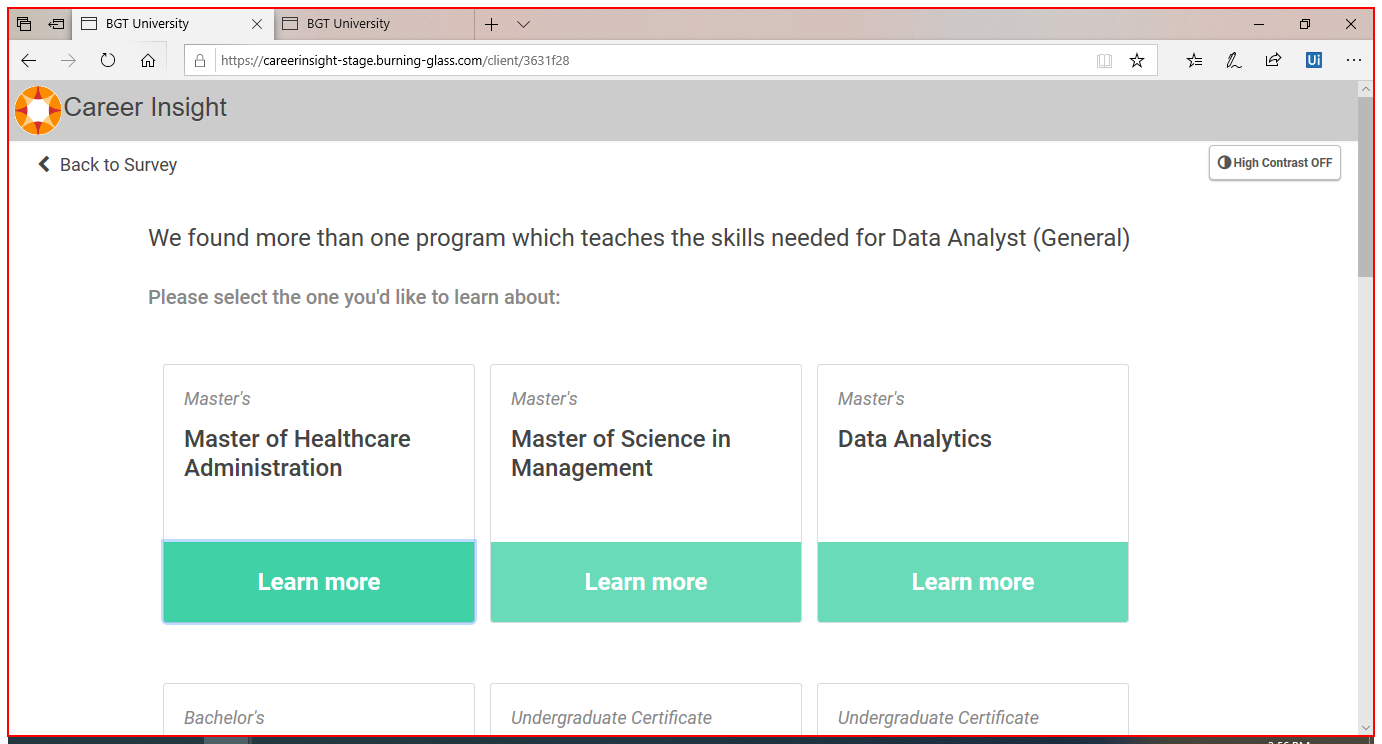 BGT University
BGT University
https://careerinsight-stage.burning-glass.com/client/3631f28
Ui
Career Insight
Back to Survey
High Contrast OFF
We found more than one program which teaches the skills needed for Data Analyst (General)
Please select the one you'd like to learn about:
Master's
Master of Healthcare
Administration
Learn more
Master's
Master of Science in
Management
Learn more
Master's
Data Analytics
Learn more
Bachelor's
Undergraduate Certificate
Undergraduate Certificate